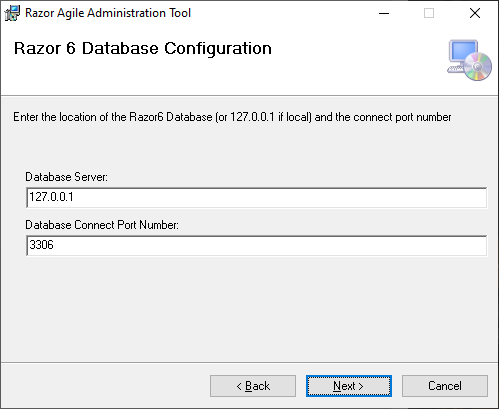 Razor Agile Administration Tool
Razor 6 Database Configuration
Enter the location of the Razor6 Database (or 127.0.0.1 if local) and the connect port number
Database Server:
127.0.0.1
Database Connect Port Number:
3306
< Back
Next >
Cancel